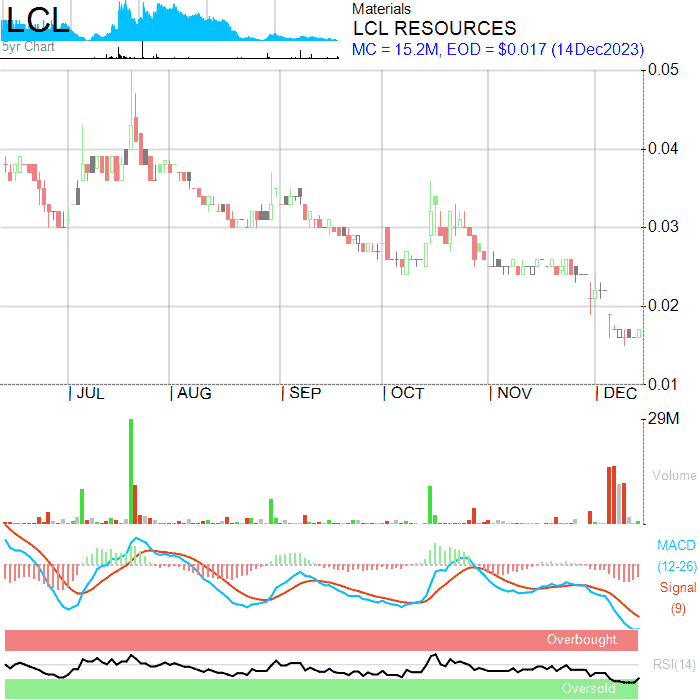 LCL
5yr Chart
Materials
LCL RESOURCES
MC = 15.2M, EOD = $0.017 (14Dec2023)
0.05
0.04
0.03
0.02
0.01
JUL AUG SEP OCT NOV DEC
29M
Volume
MACD
(12-26)
Signal
(9)
Overbought
RSI(14)
Oversold